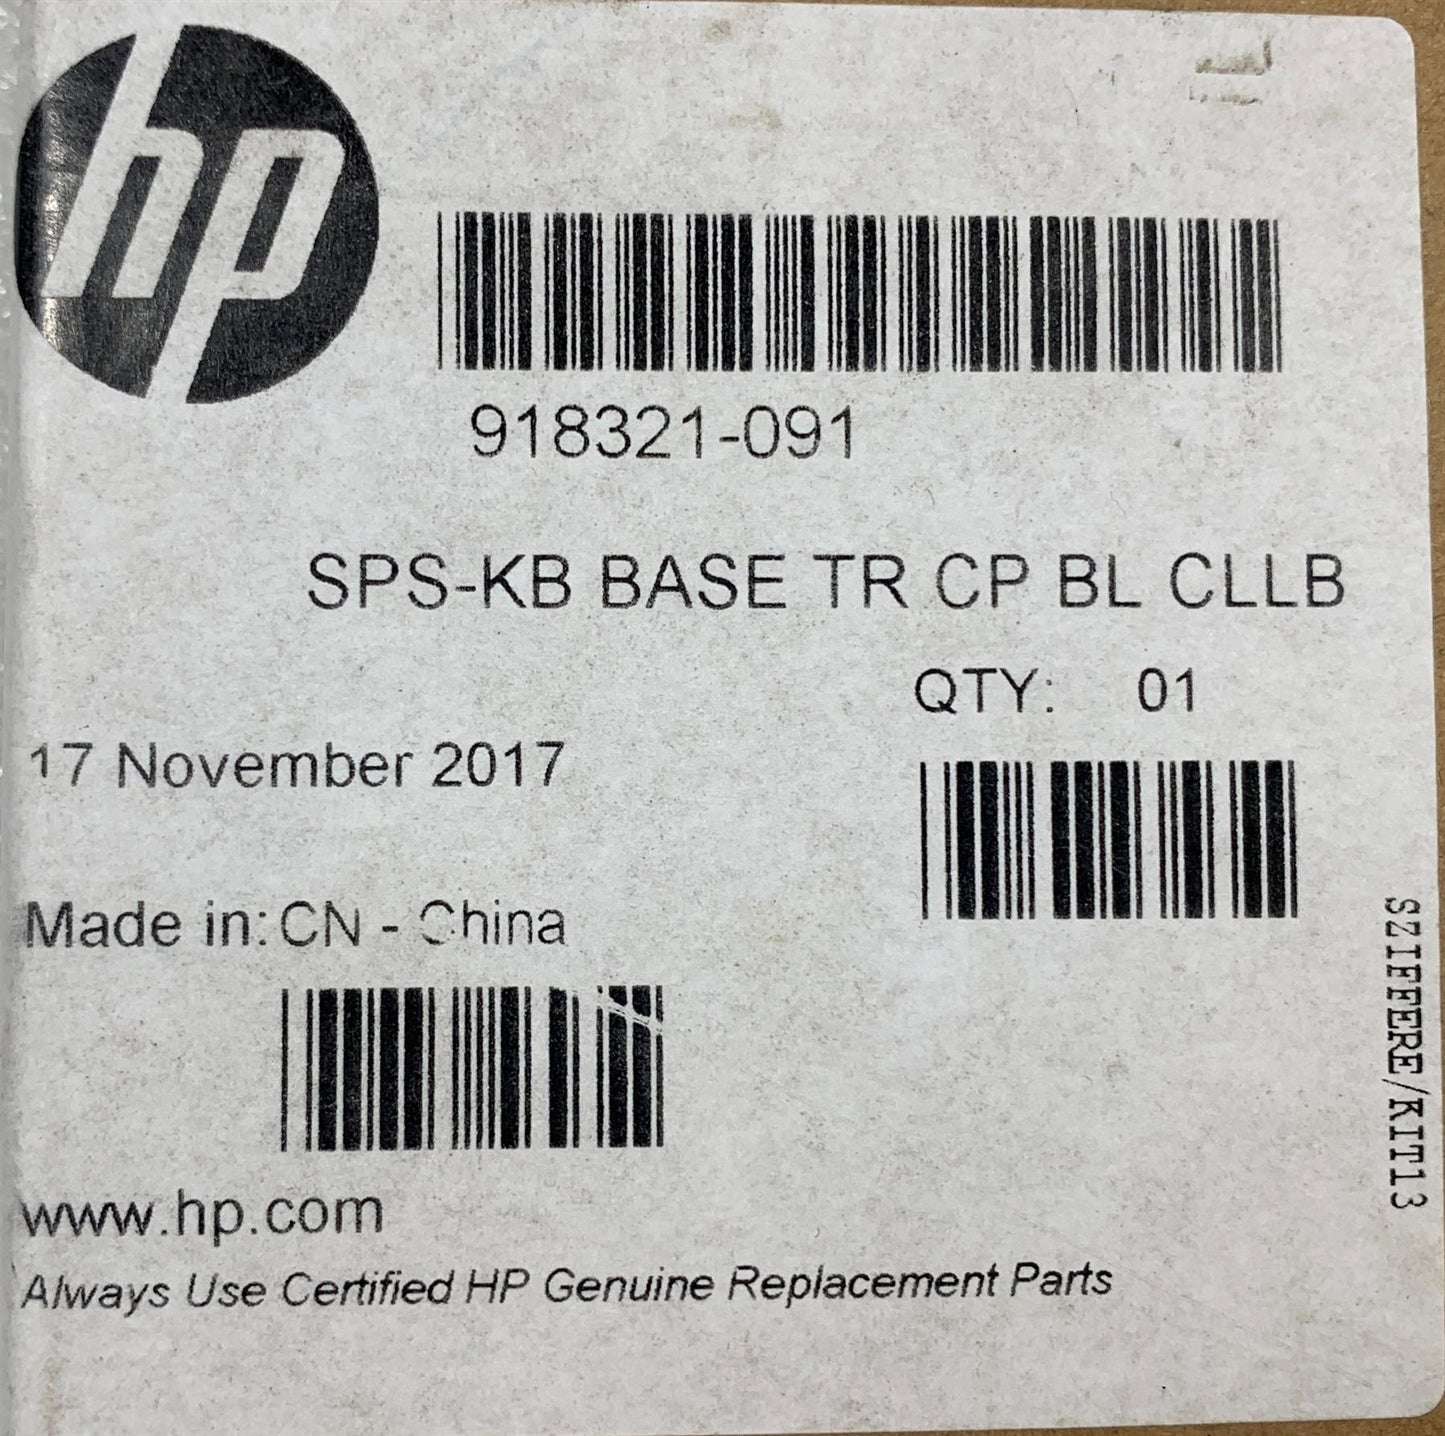 hp
918321-091
SPS-KB BASE TR CP BL CLLB
QTY: 01
17 November 2017
Made in: CN - China
www.hp.com
Always Use Certified HP Genuine Replacement Parts
SZIFFERE/KIT13